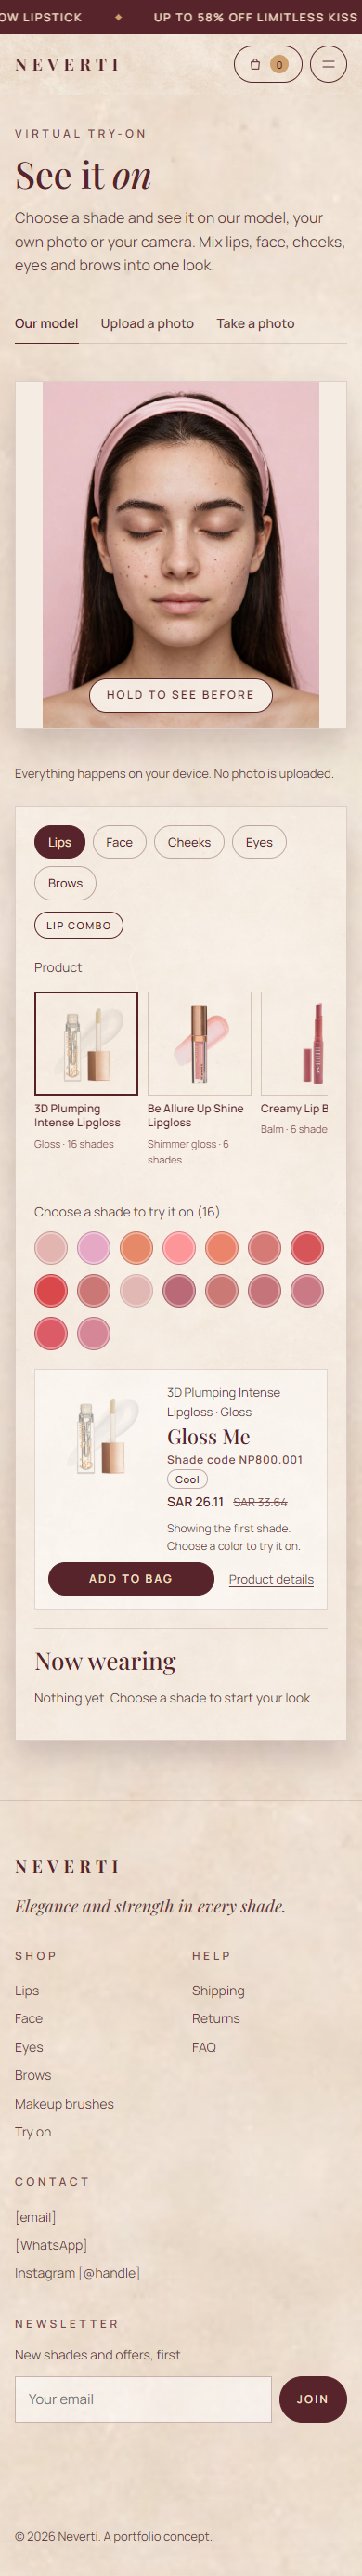 OW LIPSTICK ◆ UP TO 58% OFF LIMITLESS KISS
NEVERTI
0
VIRTUAL TRY-ON
See it on
Choose a shade and see it on our model, your
own photo or your camera. Mix lips, face, cheeks,
eyes and brows into one look.
Our model Upload a photo Take a photo
HOLD TO SEE BEFORE
Everything happens on your device. No photo is uploaded.
Lips Face Cheeks Eyes
Brows
LIP COMBO
Product
3D Plumping
Intense Lipgloss
Gloss · 16 shades
Be Allure Up Shine
Lipgloss
Shimmer gloss · 6
shades
Creamy Lip B
Balm · 6 shade
Choose a shade to try it on (16)
3D Plumping Intense
Lipgloss · Gloss
Gloss Me
Shade code NP800.001
Cool
SAR 26.11 SAR 33.64
Showing the first shade.
Choose a color to try it on.
ADD TO BAG Product details
Now wearing
Nothing yet. Choose a shade to start your look.
NEVERTI
Elegance and strength in every shade.
SHOP
Lips
Face
Eyes
Brows
Makeup brushes
Try on
HELP
Shipping
Returns
FAQ
CONTACT
[email]
[WhatsApp]
Instagram [@handle]
NEWSLETTER
New shades and offers, first.
Your email JOIN
© 2026 Neverti. A portfolio concept.